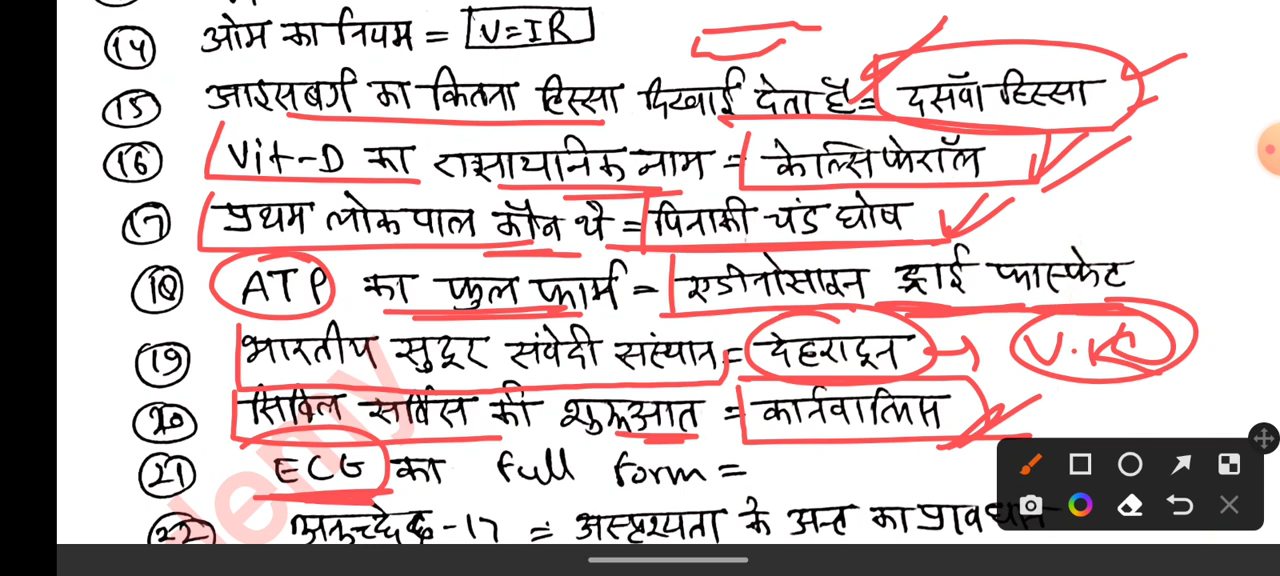 (14) ओम का नियम = V=IR
(15) आइसबर्ग का कितना हिस्सा दिखाई देता है = दसवाँ हिस्सा
(16) Vit-D का रासायानिक नाम = केल्सिफेरॉल
(17) प्रथम लोकपाल कौन थे = पिनाकी चंद्र घोष
(18) ATP का फुल फार्म = एडीनोसाइन ट्राई फास्फेट
(19) भारतीय सुदूर संवेदी संस्थान = देहरादून → U.K
(20) सिविल सर्विस की शुरूआत = कार्नवालिस
(21) ECG का full form =
(22) अनुच्छेद - 17 = अस्पृश्यता के अन्त का प्रावधान
demy